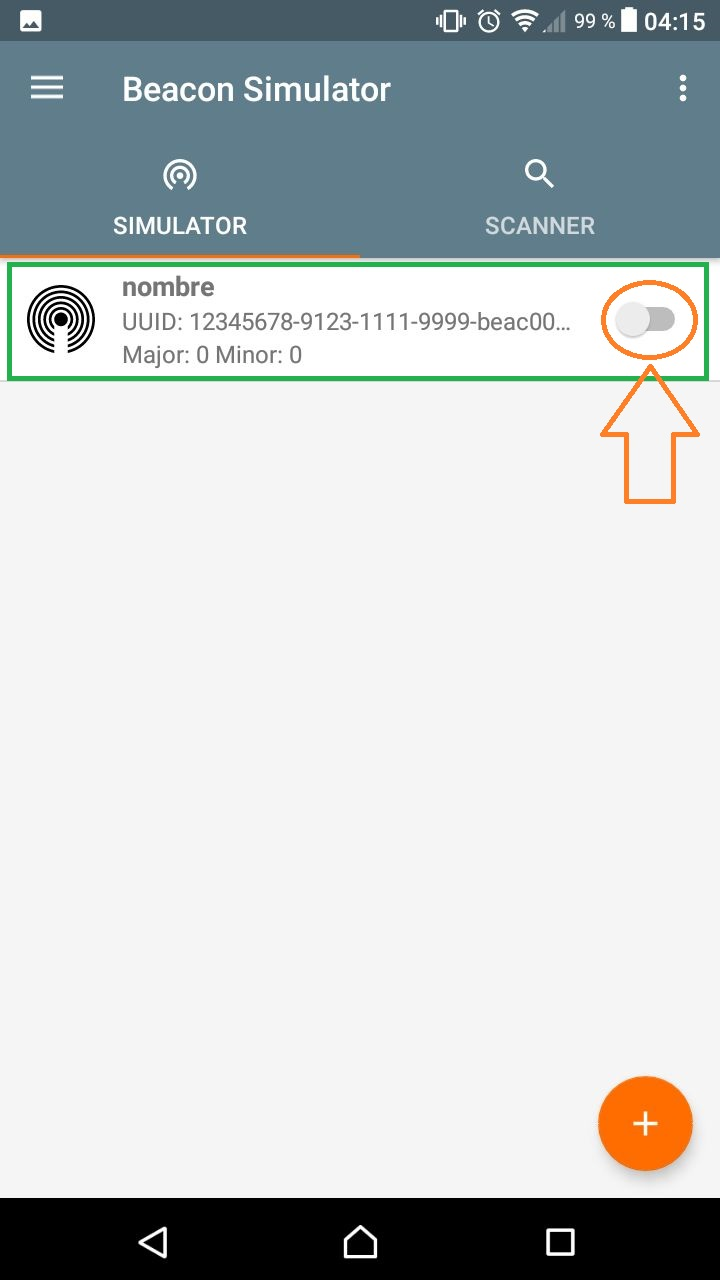 99 % 04:15
Beacon Simulator
SIMULATOR SCANNER
nombre
UUID: 12345678-9123-1111-9999-beac00...
Major: 0 Minor: 0